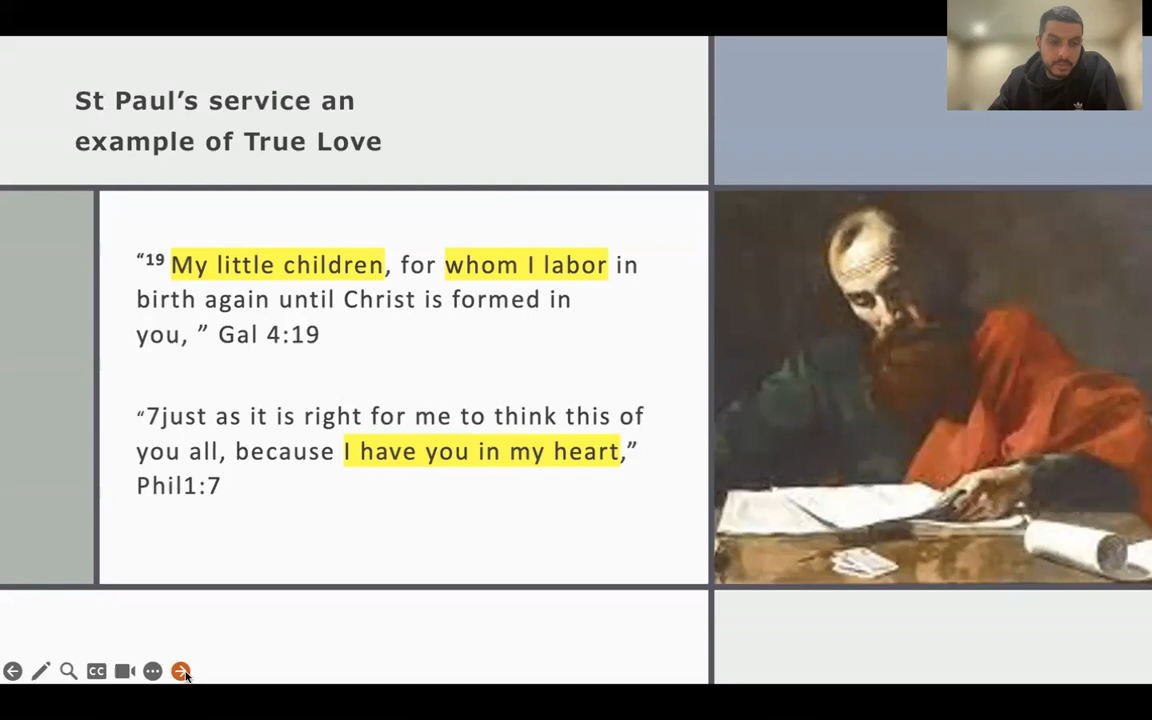 St Paul’s service an
example of True Love
“19 My little children, for whom I labor in
birth again until Christ is formed in
you, ” Gal 4:19
“7just as it is right for me to think this of
you all, because I have you in my heart,”
Phil1:7
CC